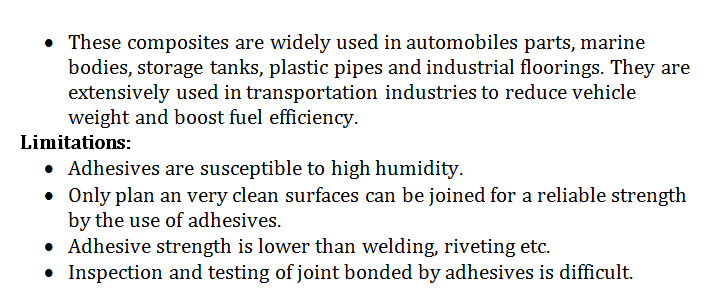 • These composites are widely used in automobiles parts, marine
bodies, storage tanks, plastic pipes and industrial floorings. They are
extensively used in transportation industries to reduce vehicle
weight and boost fuel efficiency.
Limitations:
• Adhesives are susceptible to high humidity.
• Only plan an very clean surfaces can be joined for a reliable strength
by the use of adhesives.
• Adhesive strength is lower than welding, riveting etc.
• Inspection and testing of joint bonded by adhesives is difficult.